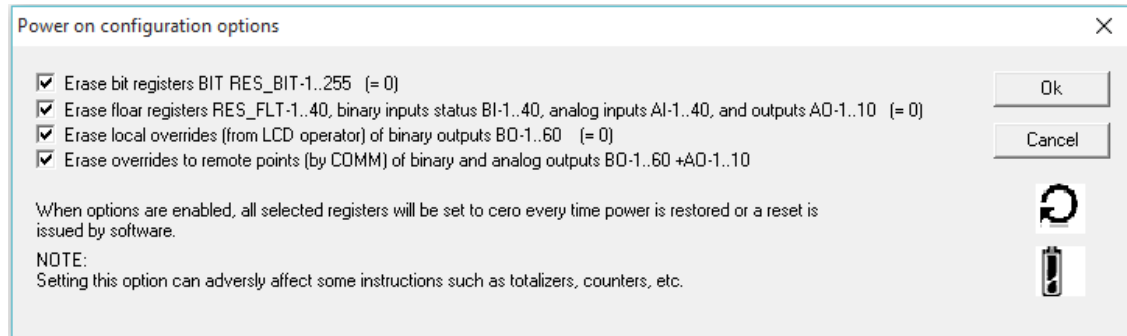 Power on configuration options
Erase bit registers BIT RES_BIT-1..255 (= 0)
Erase floar registers RES_FLT-1..40, binary inputs status BI-1..40, analog inputs AI-1..40, and outputs AO-1..10 (= 0)
Erase local overrides (from LCD operator) of binary outputs BO-1..60 (= 0)
Erase overrides to remote points (by COMM) of binary and analog outputs BO-1..60 +AO-1..10
Ok
Cancel
When options are enabled, all selected registers will be set to cero every time power is restored or a reset is
issued by software.
NOTE:
Setting this option can adversly affect some instructions such as totalizers, counters, etc.